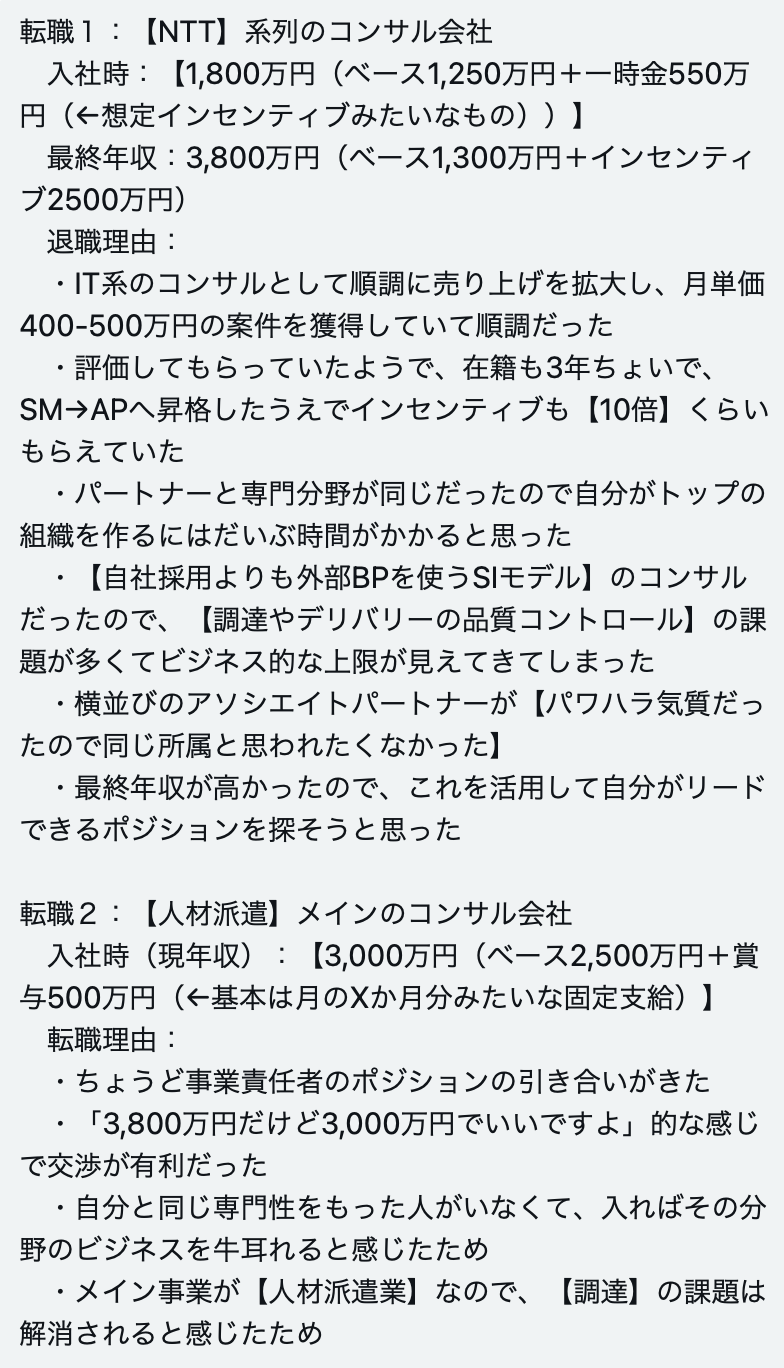 転職１：【NTT】系列のコンサル会社
　入社時：【1,800万円（ベース1,250万円＋一時金550万
円（←想定インセンティブみたいなもの））】
　最終年収：3,800万円（ベース1,300万円＋インセンティ
ブ2500万円）
　退職理由：
　・IT系のコンサルとして順調に売り上げを拡大し、月単価
400-500万円の案件を獲得していて順調だった
　・評価してもらっていたようで、在籍も3年ちょいで、
SM→APへ昇格したうえでインセンティブも【10倍】くらい
もらえていた
　・パートナーと専門分野が同じだったので自分がトップの
組織を作るにはだいぶ時間がかかると思った
　・【自社採用よりも外部BPを使うSIモデル】のコンサル
だったので、【調達やデリバリーの品質コントロール】の課
題が多くてビジネス的な上限が見えてきてしまった
　・横並びのアソシエイトパートナーが【パワハラ気質だっ
たので同じ所属と思われたくなかった】
　・最終年収が高かったので、これを活用して自分がリード
できるポジションを探そうと思った

転職２：【人材派遣】メインのコンサル会社
　入社時（現年収）：【3,000万円（ベース2,500万円＋賞
与500万円（←基本は月のXか月分みたいな固定支給）】
　転職理由：
　・ちょうど事業責任者のポジションの引き合いがきた
　・「3,800万円だけど3,000万円でいいですよ」的な感じ
で交渉が有利だった
　・自分と同じ専門性をもった人がいなくて、入ればその分
野のビジネスを牛耳れると感じたため
　・メイン事業が【人材派遣業】なので、【調達】の課題は
解消されると感じたため